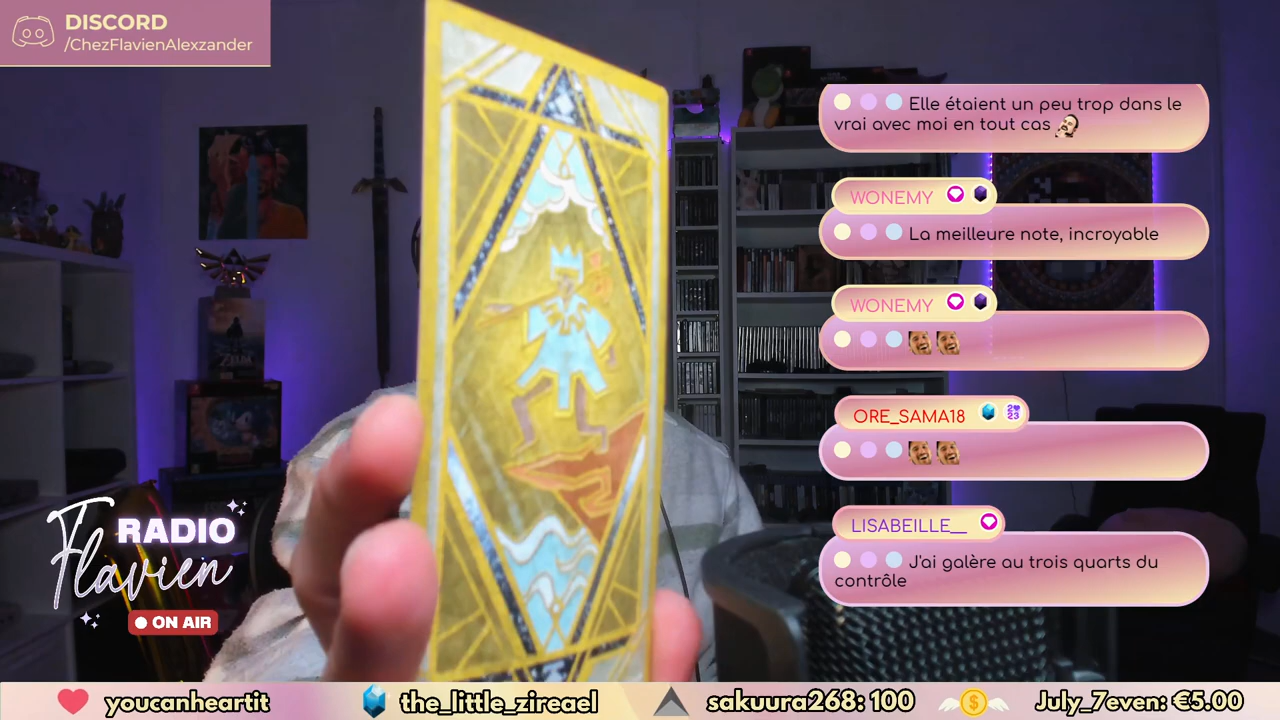 DISCORD
/ChezFlavienAlexzander
Elle étaient un peu trop dans le
vrai avec moi en tout cas
WONEMY
La meilleure note, incroyable
WONEMY
ORE_SAMA18
LISABEILLE__
J'ai galère au trois quarts du
contrôle
ZELDA
RADIO
Flavien
ON AIR
youcanheartit
the_little_zireael
sakuura268: 100
July_7even: €5.00